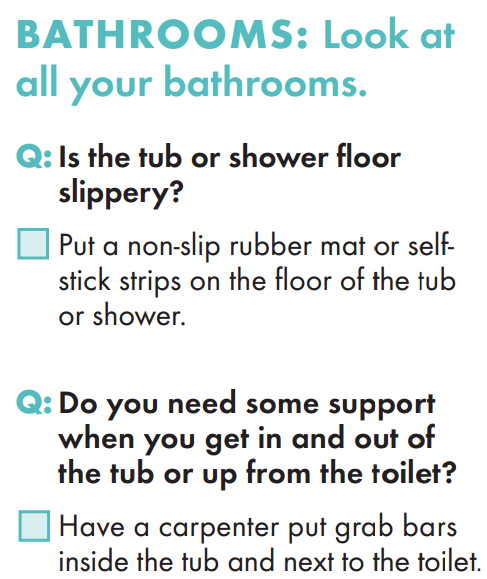 BATHROOMS: Look at
all your bathrooms.
Q: Is the tub or shower floor
slippery?
Put a non-slip rubber mat or self-
stick strips on the floor of the tub
or shower.
Q: Do you need some support
when you get in and out of
the tub or up from the toilet?
Have a carpenter put grab bars
inside the tub and next to the toilet.